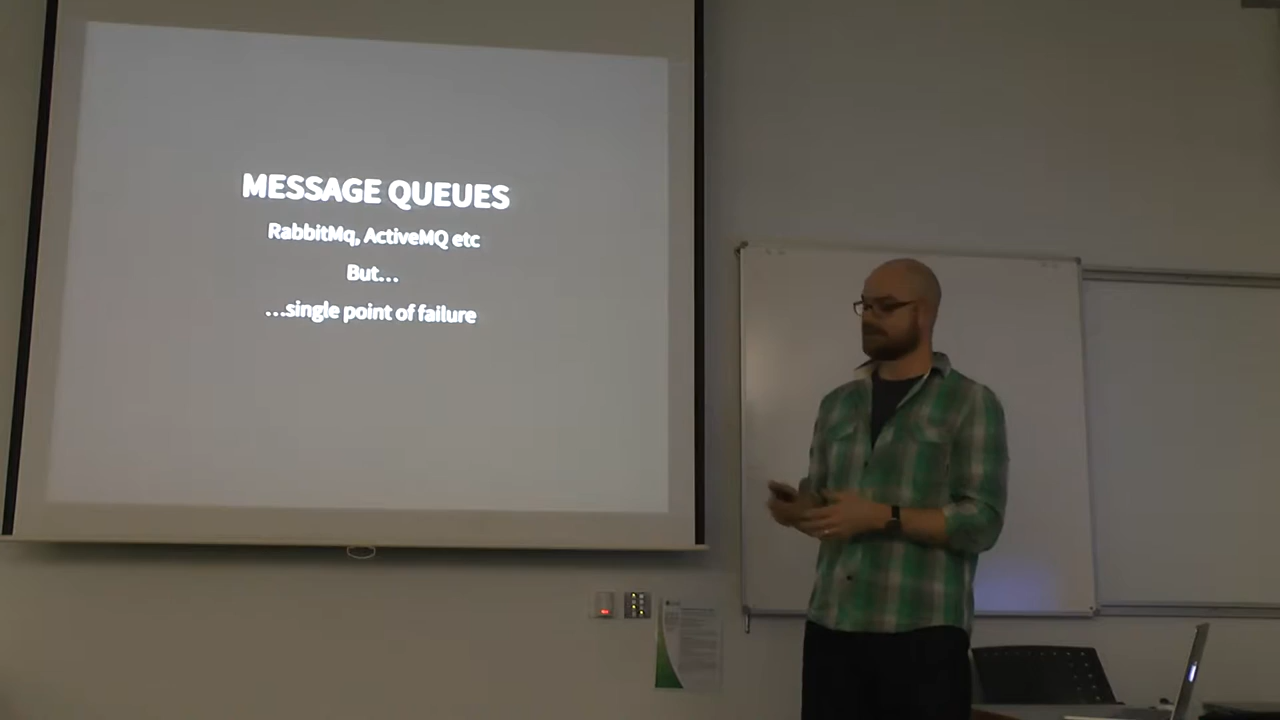 MESSAGE QUEUES
RabbitMq, ActiveMQ etc
But...
...single point of failure